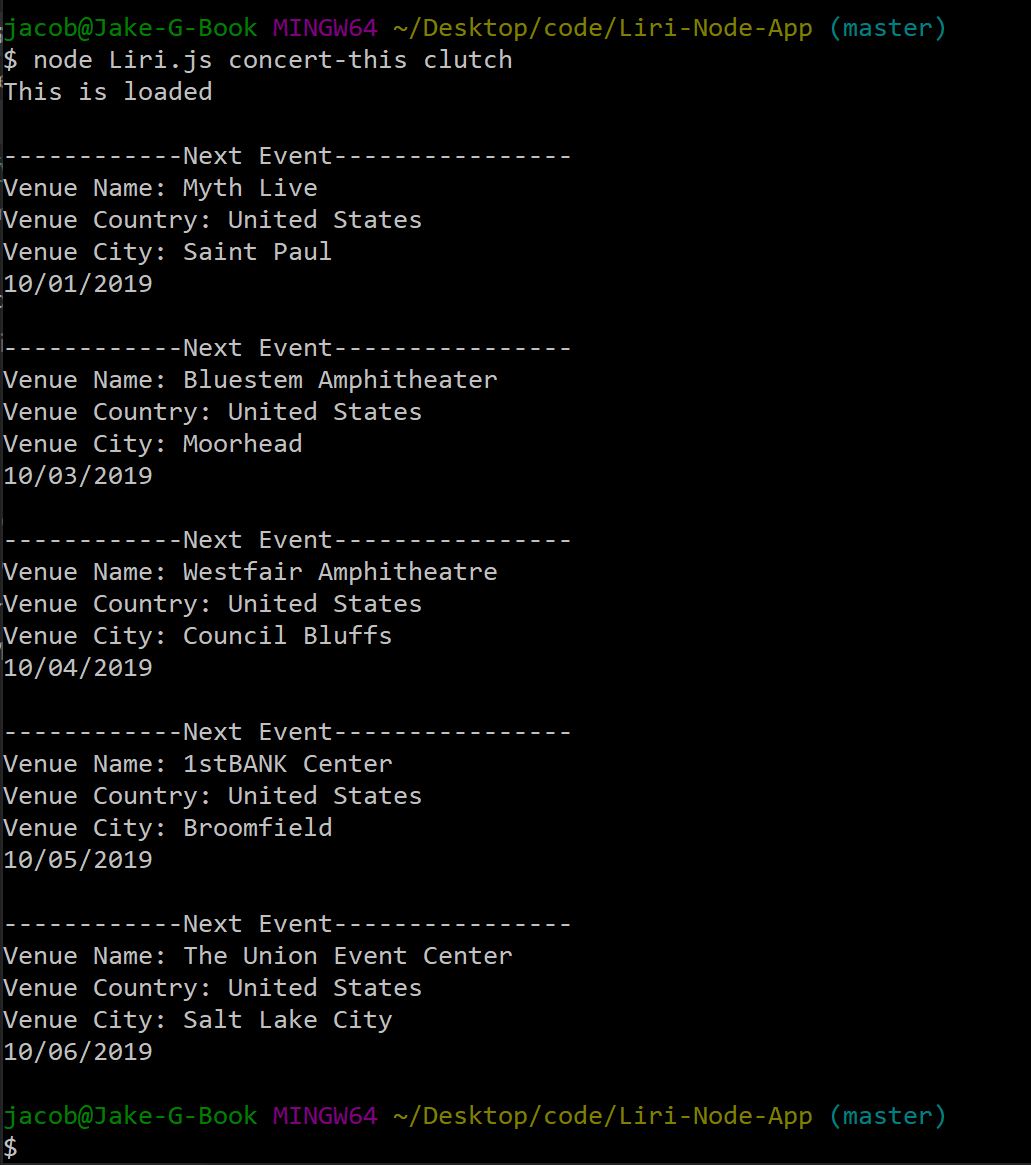 jacob@Jake-G-Book MINGW64 ~/Desktop/code/Liri-Node-App (master)
$ node Liri.js concert-this clutch
This is loaded
------------Next Event----------------
Venue Name: Myth Live
Venue Country: United States
Venue City: Saint Paul
10/01/2019
------------Next Event----------------
Venue Name: Bluestem Amphitheater
Venue Country: United States
Venue City: Moorhead
10/03/2019
------------Next Event----------------
Venue Name: Westfair Amphitheatre
Venue Country: United States
Venue City: Council Bluffs
10/04/2019
------------Next Event----------------
Venue Name: 1stBANK Center
Venue Country: United States
Venue City: Broomfield
10/05/2019
------------Next Event----------------
Venue Name: The Union Event Center
Venue Country: United States
Venue City: Salt Lake City
10/06/2019
jacob@Jake-G-Book MINGW64 ~/Desktop/code/Liri-Node-App (master)
$